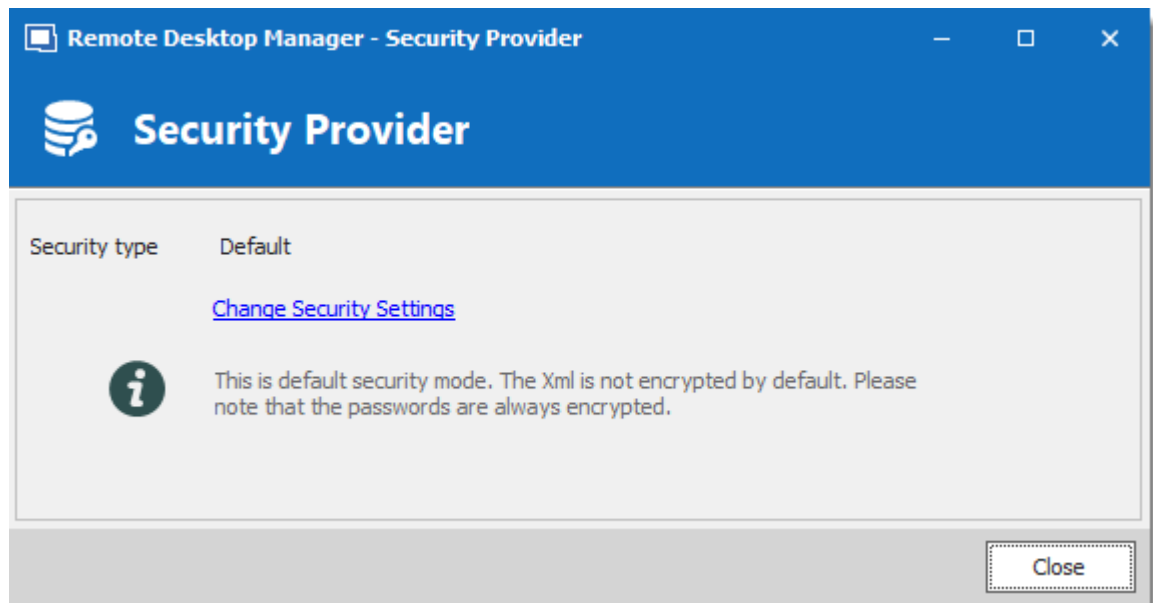 Remote Desktop Manager - Security Provider
Security Provider
Security type Default
Change Security Settings
This is default security mode. The Xml is not encrypted by default. Please
note that the passwords are always encrypted.
Close